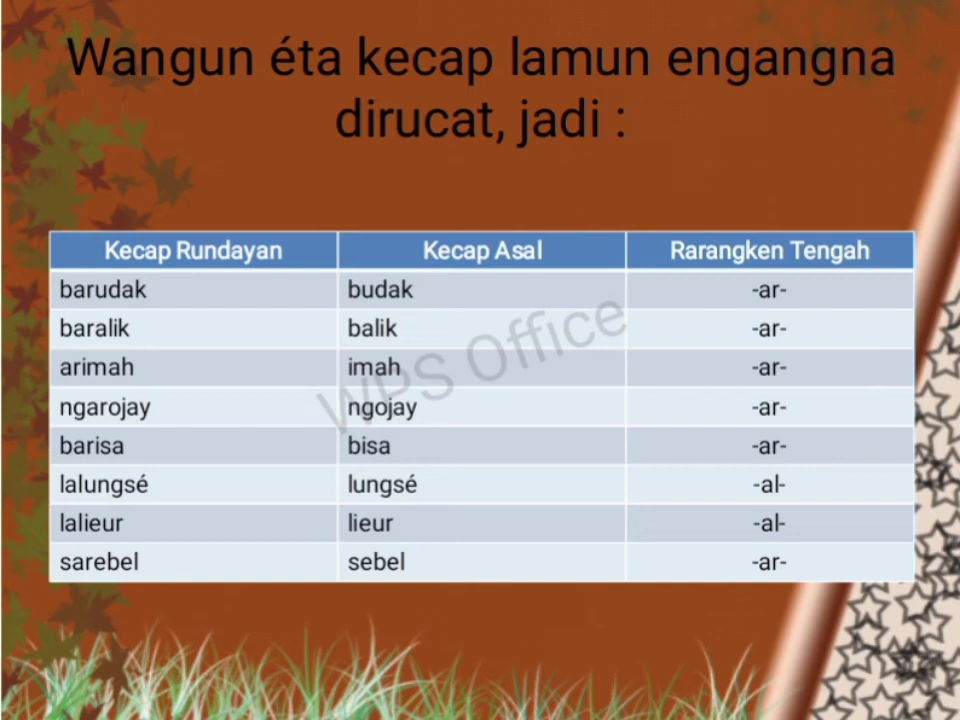 Wangun éta kecap lamun engangna
dirucat, jadi :
Kecap Rundayan Kecap Asal Rarangken Tengah
barudak budak -ar-
baralik balik -ar-
arimah imah -ar-
ngarojay ngojay -ar-
barisa bisa -ar-
lalungsé lungsé -al-
lalieur lieur -al-
sarebel sebel -ar-
WPS Office